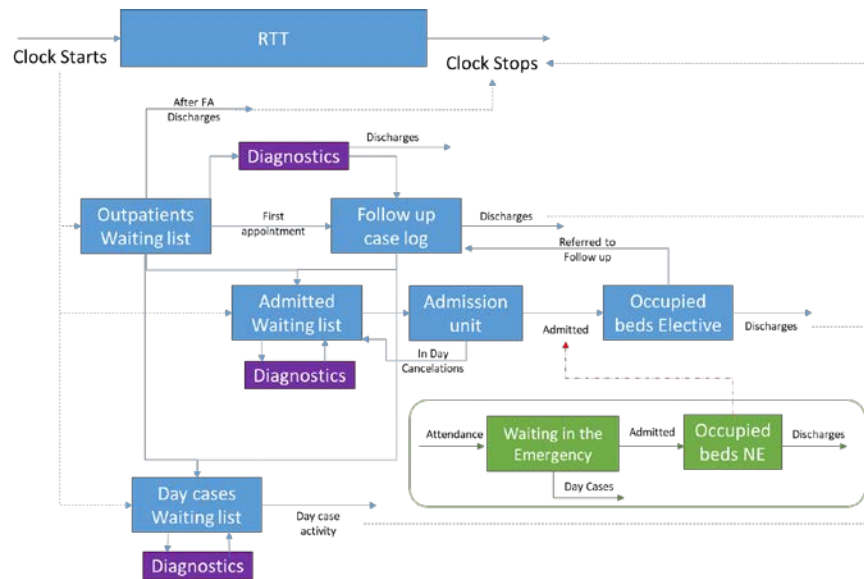 RTT
Clock Starts
Clock Stops
After FA
Discharges
Discharges
Diagnostics
Outpatients
Waiting list
First
appointment
Follow up
case log
Discharges
Referred to
Follow up
Admitted
Waiting list
Admission
unit
Admitted
Occupied
beds Elective
Discharges
In Day
Cancelations
Diagnostics
Attendance
Waiting in the
Emergency
Admitted
Occupied
beds NE
Discharges
Day Cases
Day cases
Waiting list
Day case
activity
Diagnostics